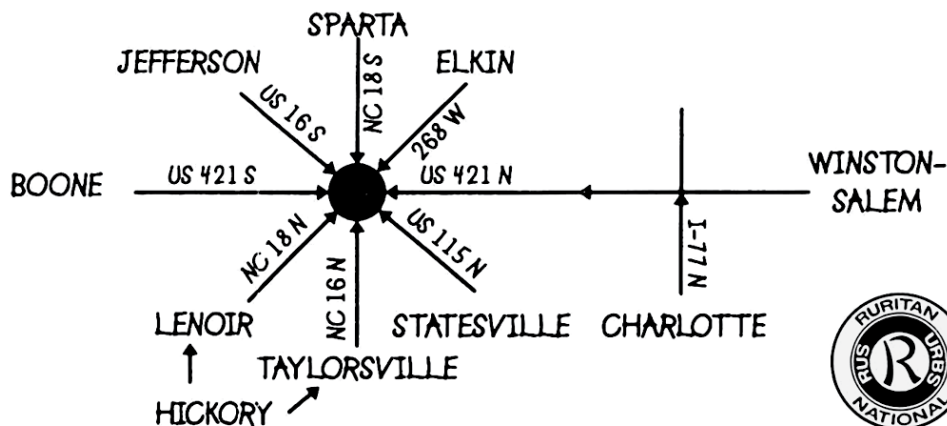 SPARTA
JEFFERSON
ELKIN
US 16 S
NC 18 S
268 W
BOONE
US 421 S
US 421 N
WINSTON-
SALEM
NC 18 N
NC 16 N
US 115 N
I-77 N
LENOIR
STATESVILLE
CHARLOTTE
TAYLORSVILLE
HICKORY
RURITAN
RUS
R
URBS
NATIONAL